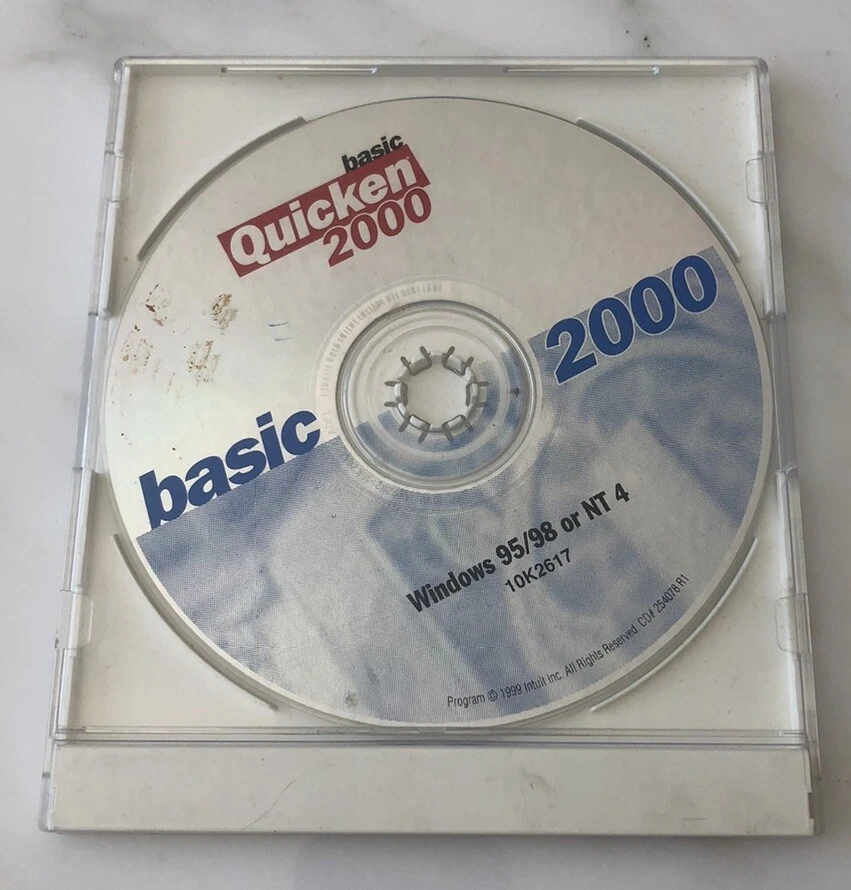 basic
Quicken
2000
2000
basic
Windows 95/98 or NT 4
10K2617
Program © 1999 Intuit Inc. All Rights Reserved. CD# 254078 R1